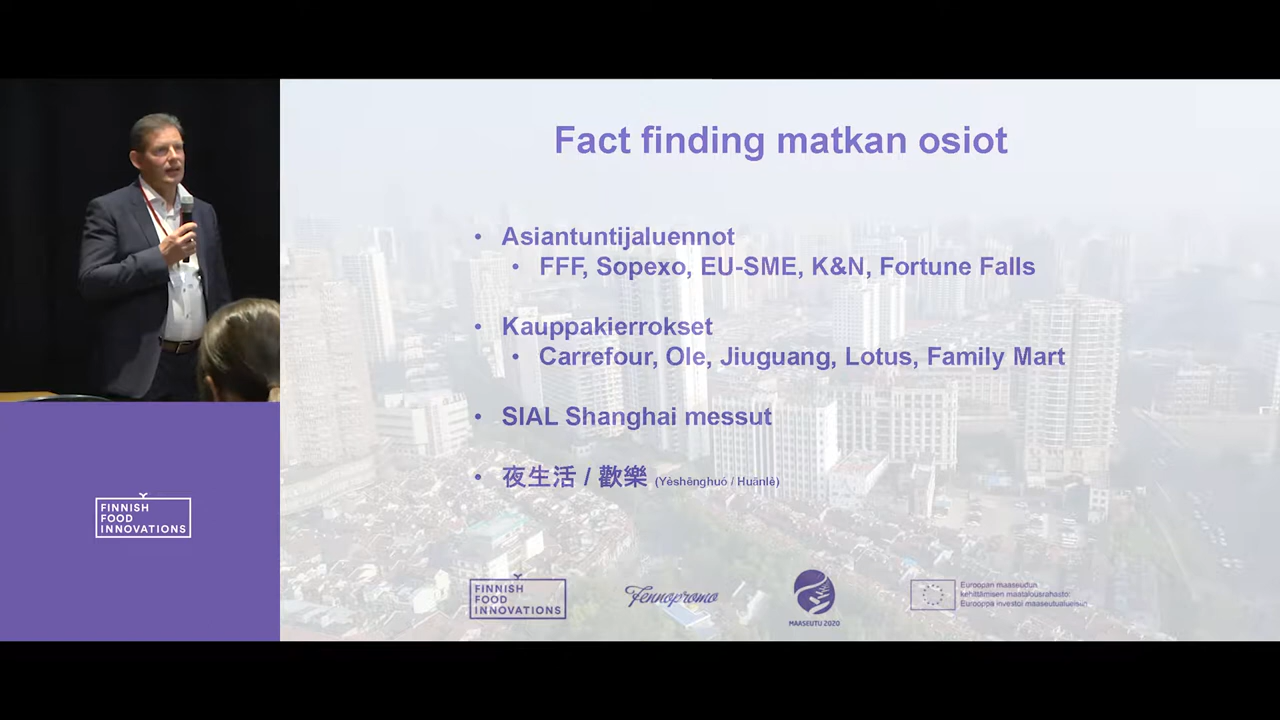 Fact finding matkan osiot
• Asiantuntijaluennot
• FFF, Sopexo, EU-SME, K&N, Fortune Falls
• Kauppakierrokset
• Carrefour, Ole, Jiuguang, Lotus, Family Mart
• SIAL Shanghai messut
• 夜生活 / 歡樂 (Yèshēnghuó / Huānlè)
FINNISH
FOOD
INNOVATIONS
FINNISH
FOOD
INNOVATIONS
Fennopromo
MAASEUTU 2020
Euroopan maaseudun
kehittämisen maatalousrahasto:
Eurooppa investoi maaseutualueisiin